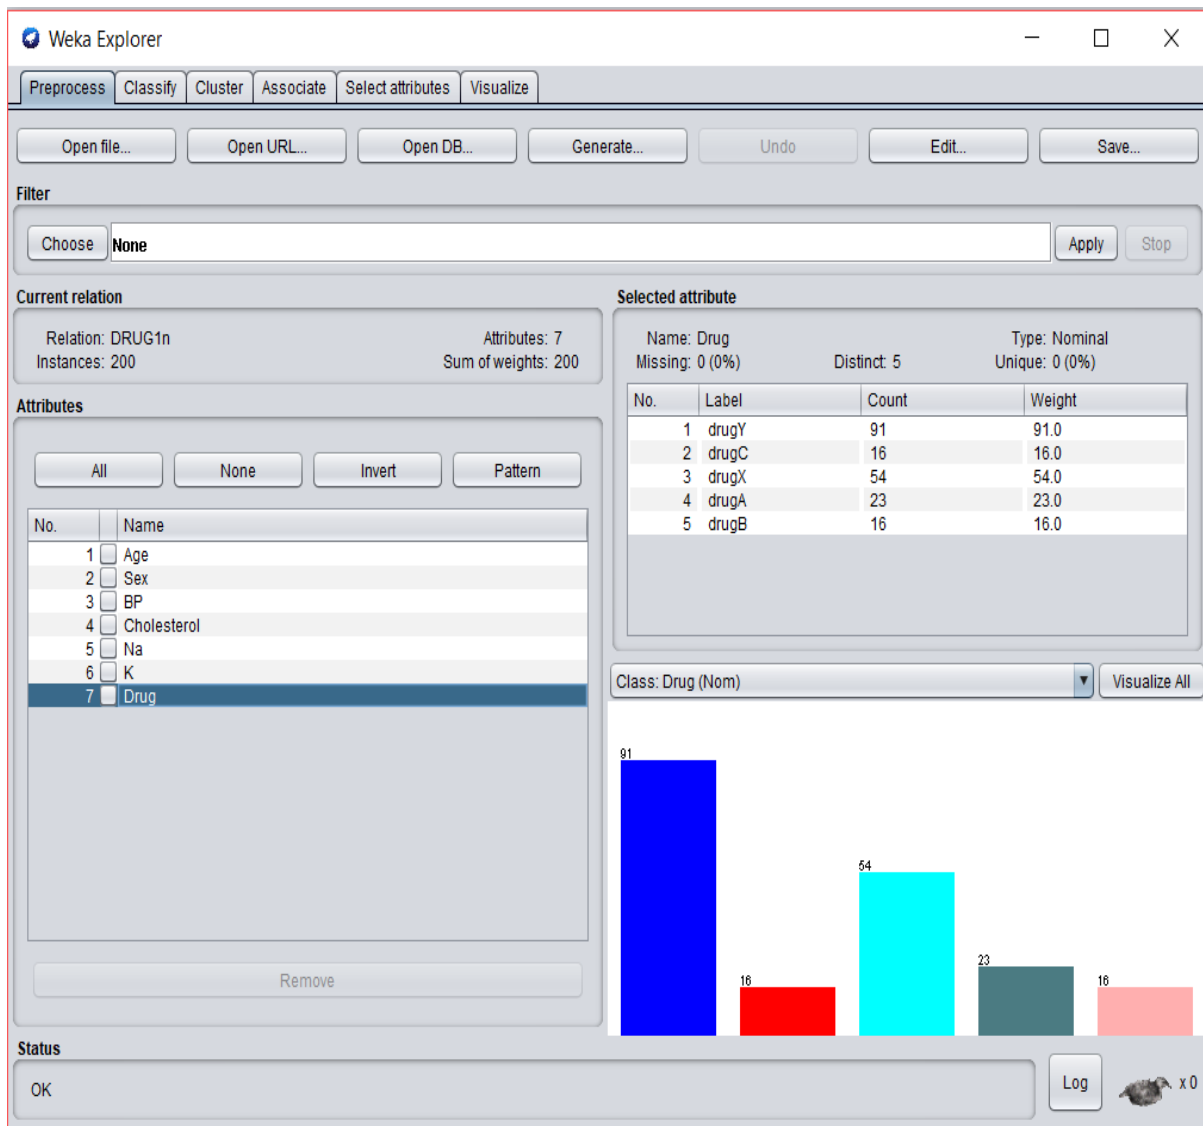 Weka Explorer
Preprocess Classify Cluster Associate Select attributes Visualize
Open file... Open URL... Open DB... Generate... Undo Edit... Save...
Filter
Choose None Apply Stop
Current relation
Relation: DRUG1n Attributes: 7
Instances: 200 Sum of weights: 200
Attributes
All None Invert Pattern
No. Name
1 Age
2 Sex
3 BP
4 Cholesterol
5 Na
6 K
7 Drug
Remove
Selected attribute
Name: Drug Type: Nominal
Missing: 0 (0%) Distinct: 5 Unique: 0 (0%)
No. Label Count Weight
1 drugY 91 91.0
2 drugC 16 16.0
3 drugX 54 54.0
4 drugA 23 23.0
5 drugB 16 16.0
Class: Drug (Nom) Visualize All
91
16
54
23
16
Status
OK Log x 0